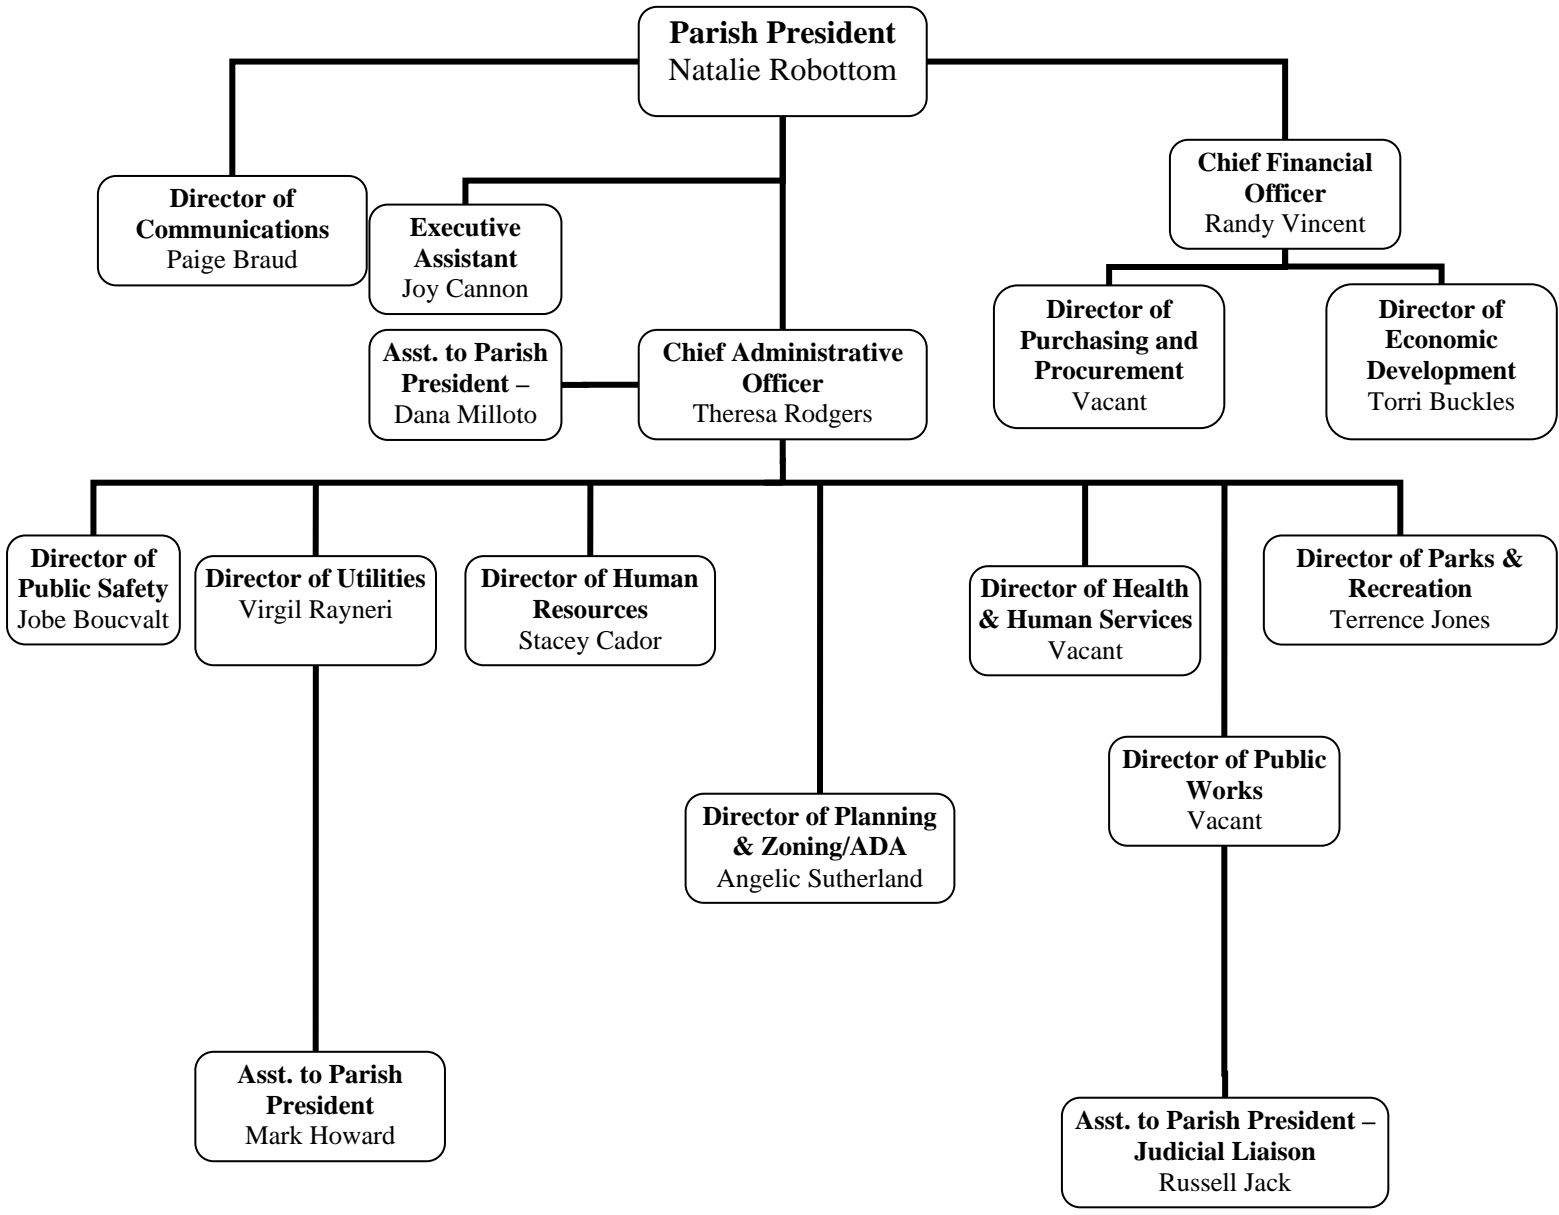 Parish President
Natalie Robottom
Director of
Communications
Paige Braud
Executive
Assistant
Joy Cannon
Chief Financial
Officer
Randy Vincent
Asst. to Parish
President –
Dana Milloto
Chief Administrative
Officer
Theresa Rodgers
Director of
Purchasing and
Procurement
Vacant
Director of
Economic
Development
Torri Buckles
Director of
Public Safety
Jobe Boucvalt
Director of Utilities
Virgil Rayneri
Director of Human
Resources
Stacey Cador
Director of Planning
& Zoning/ADA
Angelic Sutherland
Director of Health
& Human Services
Vacant
Director of Public
Works
Vacant
Director of Parks &
Recreation
Terrence Jones
Asst. to Parish
President
Mark Howard
Asst. to Parish President –
Judicial Liaison
Russell Jack